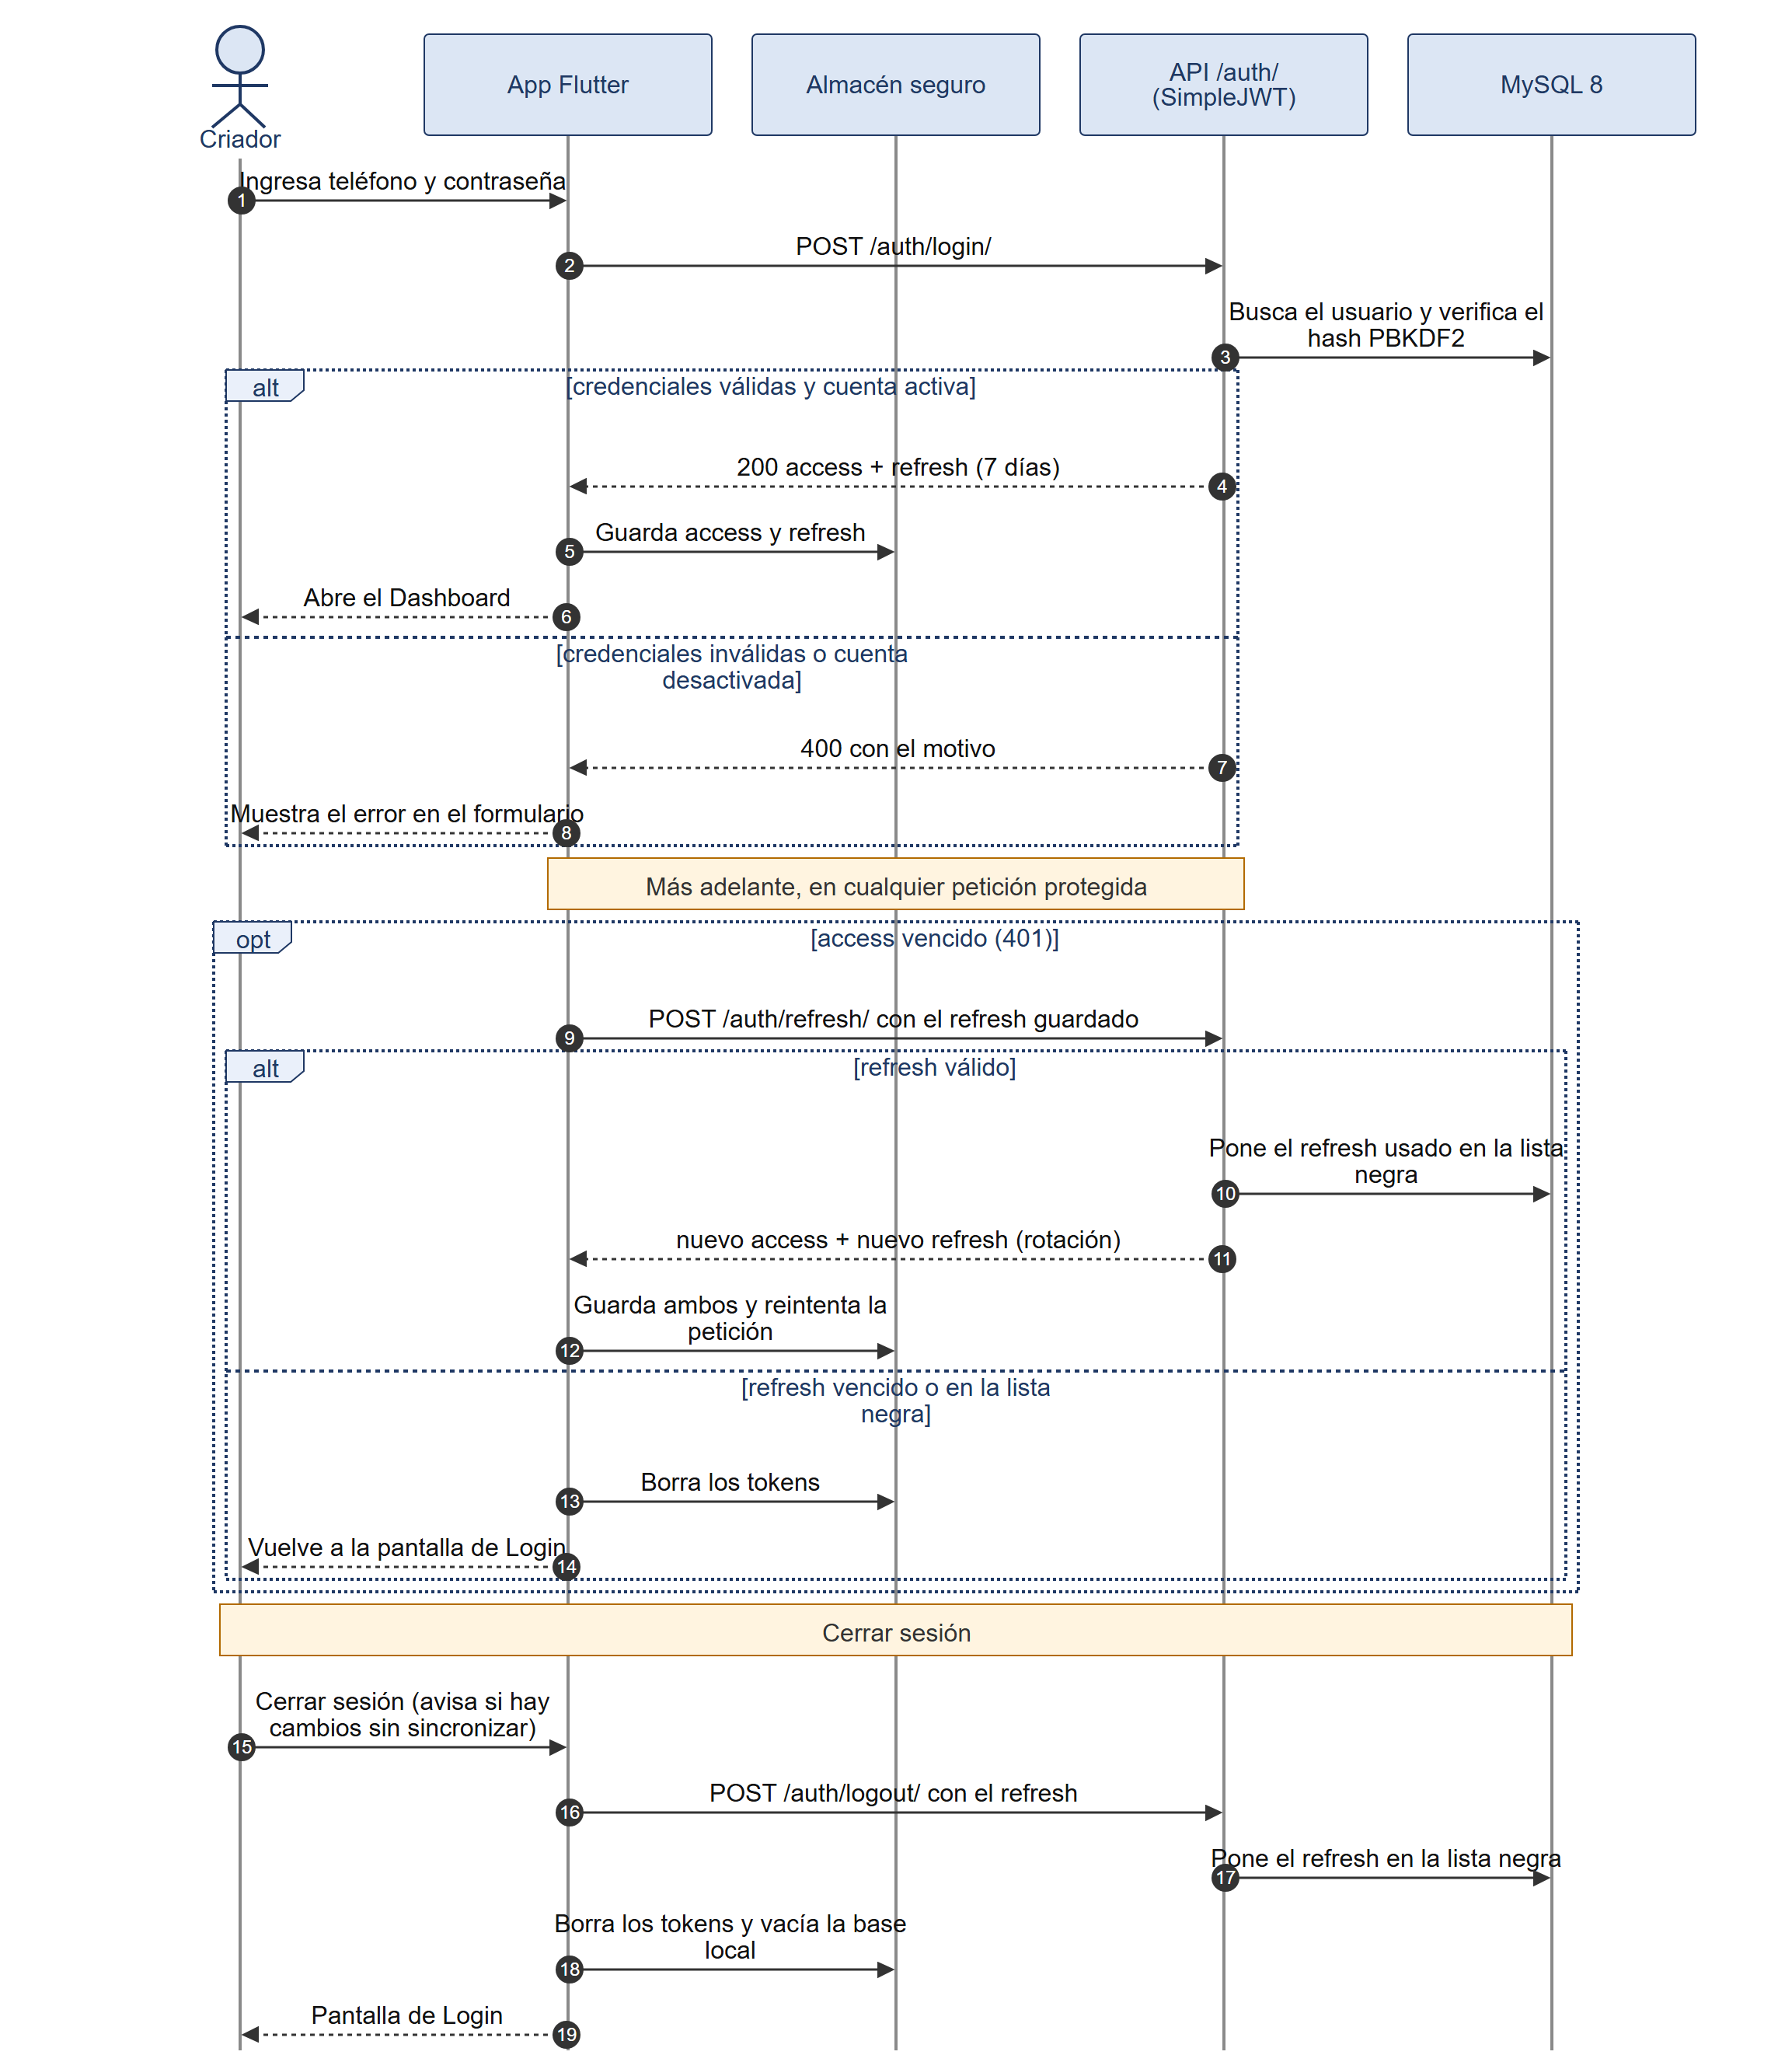 Criador
App Flutter
Almacén seguro
API /auth/
(SimpleJWT)
MySQL 8
Ingresa teléfono y contraseña
1
POST /auth/login/
2
Busca el usuario y verifica el
hash PBKDF2
3
alt
[credenciales válidas y cuenta activa]
200 access + refresh (7 días)
4
Guarda access y refresh
5
Abre el Dashboard
6
[credenciales inválidas o cuenta
desactivada]
400 con el motivo
7
Muestra el error en el formulario
8
Más adelante, en cualquier petición protegida
opt
[access vencido (401)]
POST /auth/refresh/ con el refresh guardado
9
alt
[refresh válido]
Pone el refresh usado en la lista
negra
10
nuevo access + nuevo refresh (rotación)
11
Guarda ambos y reintenta la
petición
12
[refresh vencido o en la lista
negra]
Borra los tokens
13
Vuelve a la pantalla de Login
14
Cerrar sesión
Cerrar sesión (avisa si hay
cambios sin sincronizar)
15
POST /auth/logout/ con el refresh
16
Pone el refresh en la lista negra
17
Borra los tokens y vacía la base
local
18
Pantalla de Login
19